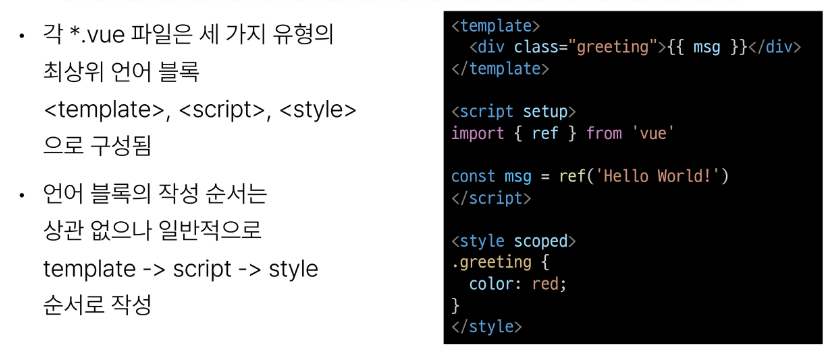 • 각 *.vue 파일은 세 가지 유형의
최상위 언어 블록
<template>, <script>, <style>
으로 구성됨
• 언어 블록의 작성 순서는
상관 없으나 일반적으로
template -> script -> style
순서로 작성
<template>
  <div class="greeting">{{ msg }}</div>
</template>

<script setup>
import { ref } from 'vue'

const msg = ref('Hello World!')
</script>

<style scoped>
.greeting {
  color: red;
}
</style>